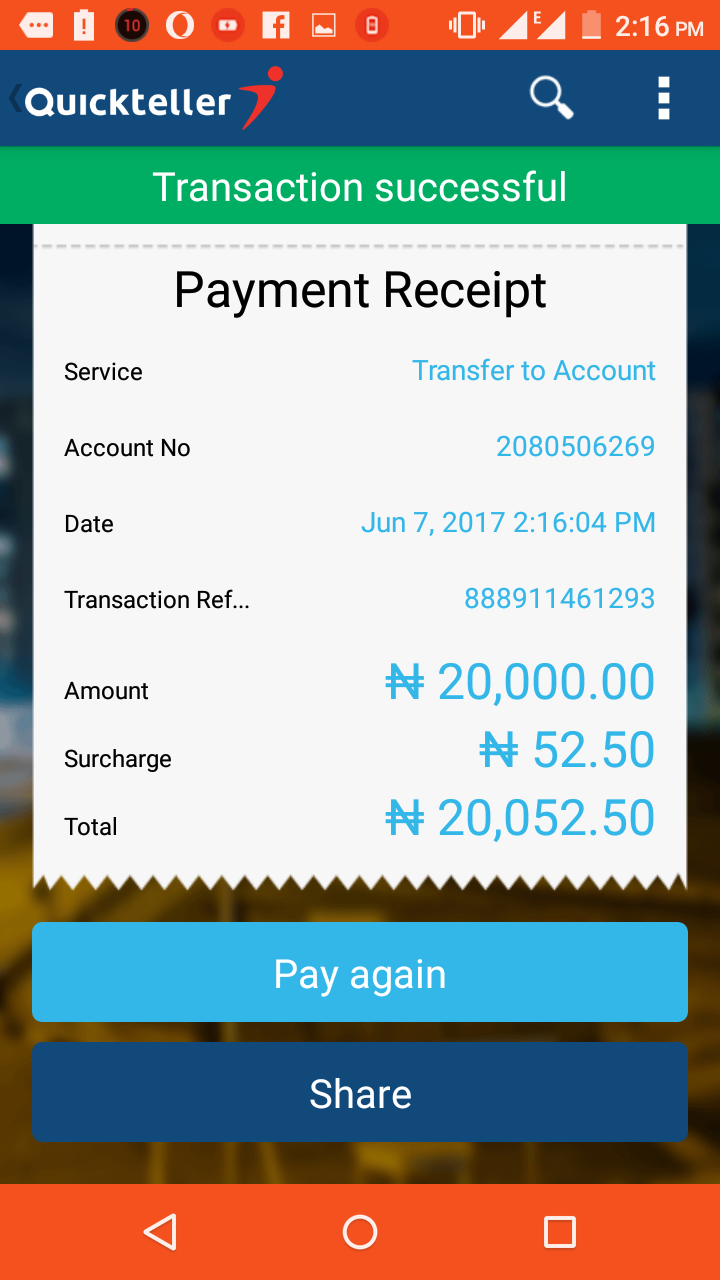 10 E 2:16 PM
Quickteller
Transaction successful
Payment Receipt
Service Transfer to Account
Account No 2080506269
Date Jun 7, 2017 2:16:04 PM
Transaction Ref... 888911461293
Amount ₦ 20,000.00
Surcharge ₦ 52.50
Total ₦ 20,052.50
Pay again
Share